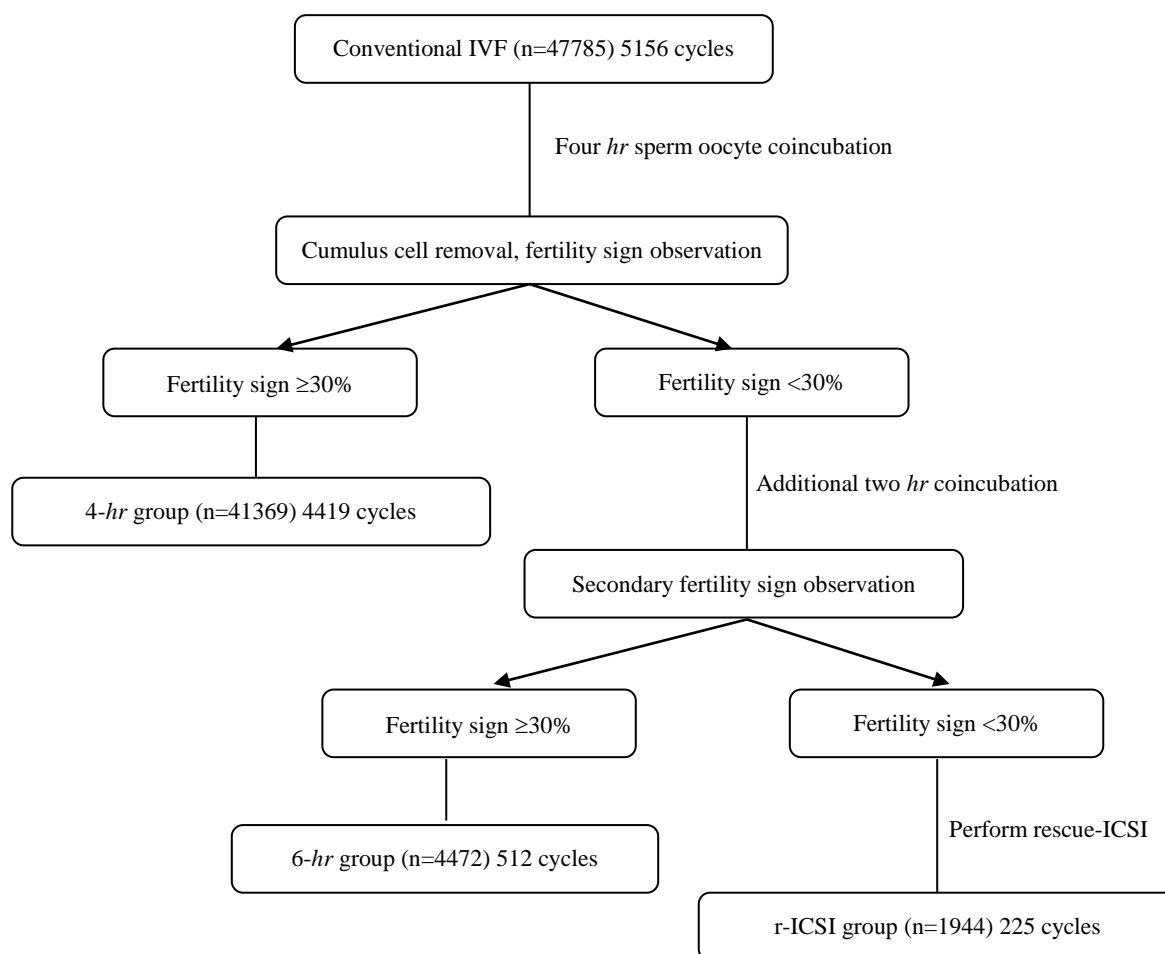 Conventional IVF (n=47785) 5156 cycles
Four hr sperm oocyte coincubation
Cumulus cell removal, fertility sign observation
Fertility sign ≥30%
Fertility sign <30%
4-hr group (n=41369) 4419 cycles
Additional two hr coincubation
Secondary fertility sign observation
Fertility sign ≥30%
Fertility sign <30%
6-hr group (n=4472) 512 cycles
Perform rescue-ICSI
r-ICSI group (n=1944) 225 cycles